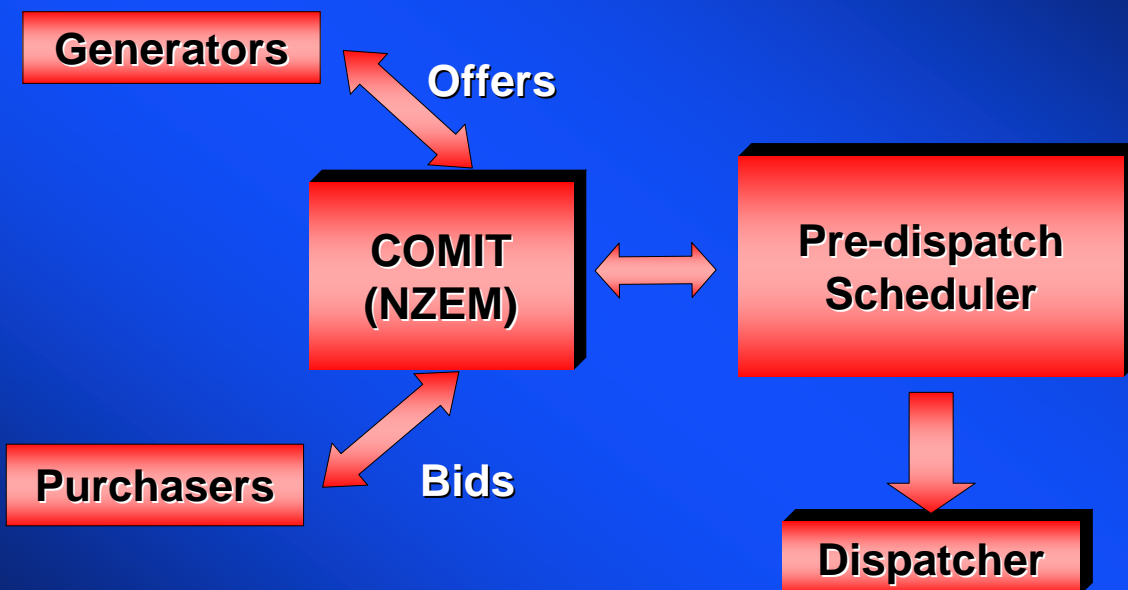 Generators
Offers
COMIT
(NZEM)
Pre-dispatch
Scheduler
Purchasers
Bids
Dispatcher